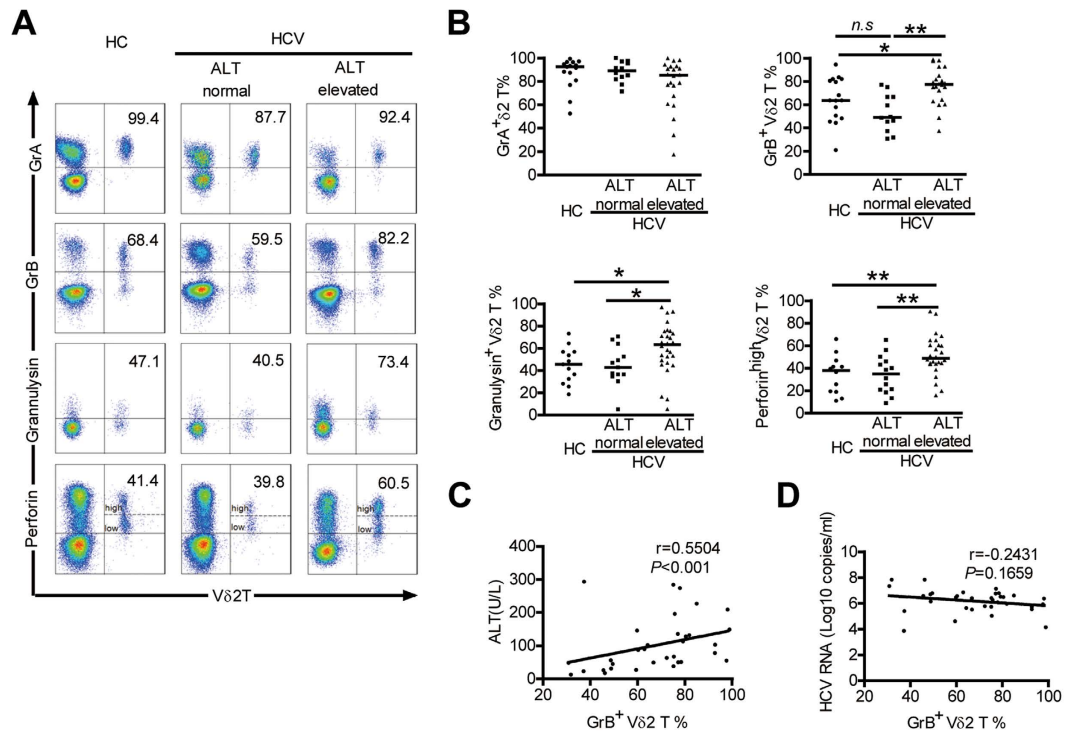 A
HC
HCV
ALT normal
ALT elevated
GrA
99.4
87.7
92.4
GrB
68.4
59.5
82.2
Grannulysin
47.1
40.5
73.4
Perforin
41.4
high
low
39.8
high
low
60.5
high
low
Vδ2T
B
GrA+δ2 T%
100
80
60
40
20
0
HC
ALT normal
ALT elevated
HCV
n.s
**
*
GrB+ Vδ2 T %
100
80
60
40
20
0
HC
ALT normal
ALT elevated
HCV
*
*
Granulysin+ Vδ2 T %
100
80
60
40
20
0
HC
ALT normal
ALT elevated
HCV
**
**
PerforinhighVδ2 T %
100
80
60
40
20
0
HC
ALT normal
ALT elevated
HCV
C
r=0.5504
P<0.001
ALT(U/L)
400
300
200
100
0
20 40 60 80 100
GrB+ Vδ2 T %
D
r=-0.2431
P=0.1659
HCV RNA (Log10 copies/ml)
10
8
6
4
2
0
20 40 60 80 100
GrB+ Vδ2 T %